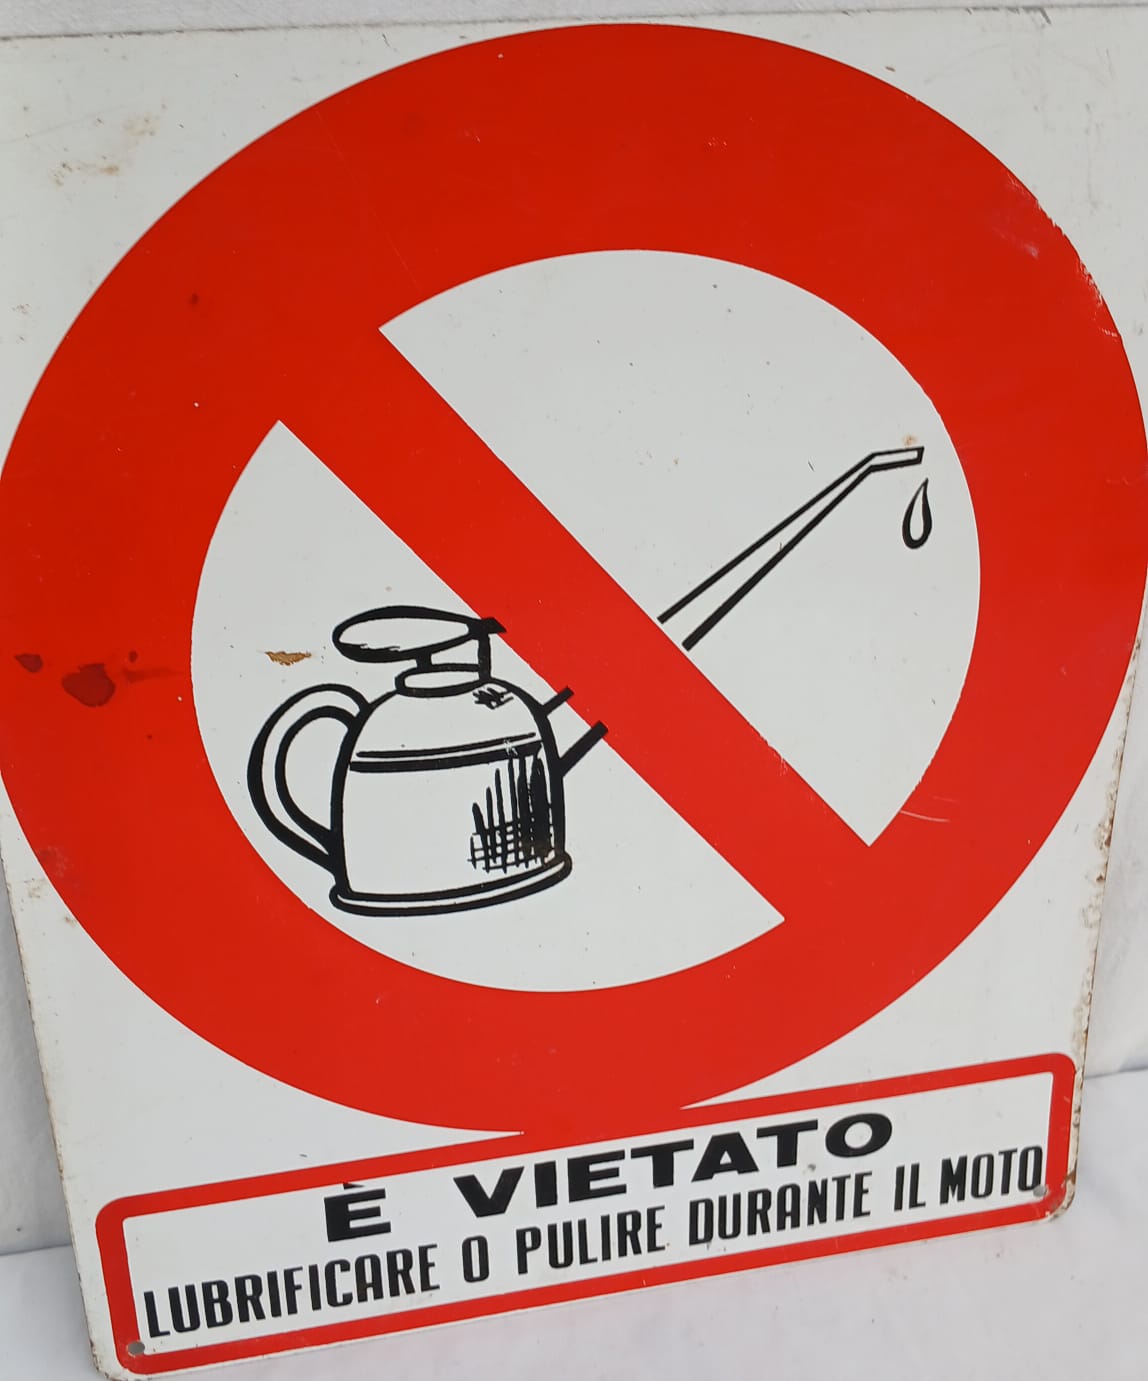 È VIETATO
LUBRIFICARE O PULIRE DURANTE IL MOTO